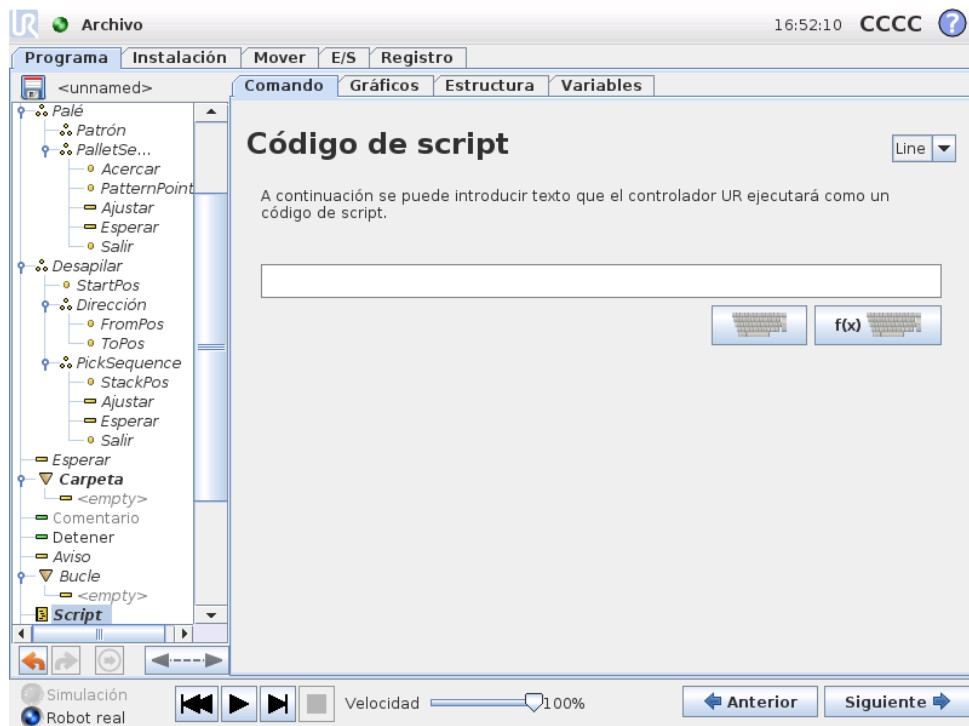 UR Archivo 16:52:10 CCCC ?
Programa Instalación Mover E/S Registro
<unnamed>
Comando Gráficos Estructura Variables
Palé
Patrón
PalletSe...
Acercar
PatternPoint
Ajustar
Esperar
Salir
Desapilar
StartPos
Dirección
FromPos
ToPos
PickSequence
StackPos
Ajustar
Esperar
Salir
Esperar
Carpeta
<empty>
Comentario
Detener
Aviso
Bucle
<empty>
Script
Código de script
Line
A continuación se puede introducir texto que el controlador UR ejecutará como un
código de script.
f(x)
Simulación
Robot real
Velocidad 100%
Anterior Siguiente